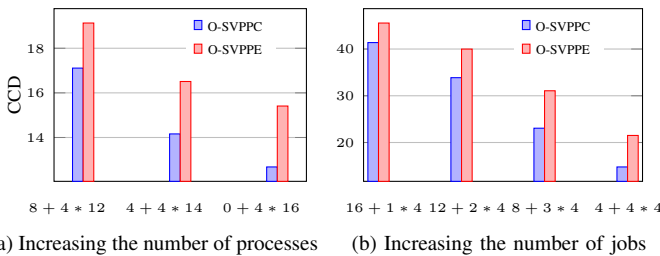 O-SVPPC
O-SVPPE
18
16
14
CCD
8 + 4 * 12 4 + 4 * 14 0 + 4 * 16
a) Increasing the number of processes
O-SVPPC
O-SVPPE
40
30
20
16 + 1 * 4 12 + 2 * 4 8 + 3 * 4 4 + 4 * 4
(b) Increasing the number of jobs